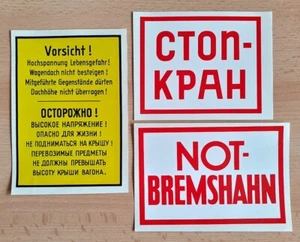 Vorsicht!
Hochspannung Lebensgefahr!
Wagendach nicht besteigen!
Mitgeführte Gegenstände dürfen
Dachhöhe nicht überragen!
ОСТОРОЖНО!
ВЫСОКОЕ НАПРЯЖЕНИЕ!
ОПАСНО ДЛЯ ЖИЗНИ!
НЕ ПОДНИМАТЬСЯ НА КРЫШУ!
ПЕРЕВОЗИМЫЕ ПРЕДМЕТЫ
НЕ ДОЛЖНЫ ПРЕВЫШАТЬ
ВЫСОТУ КРЫШИ ВАГОНА.
СТОП-
КРАН
NOT-
BREMSHAHN